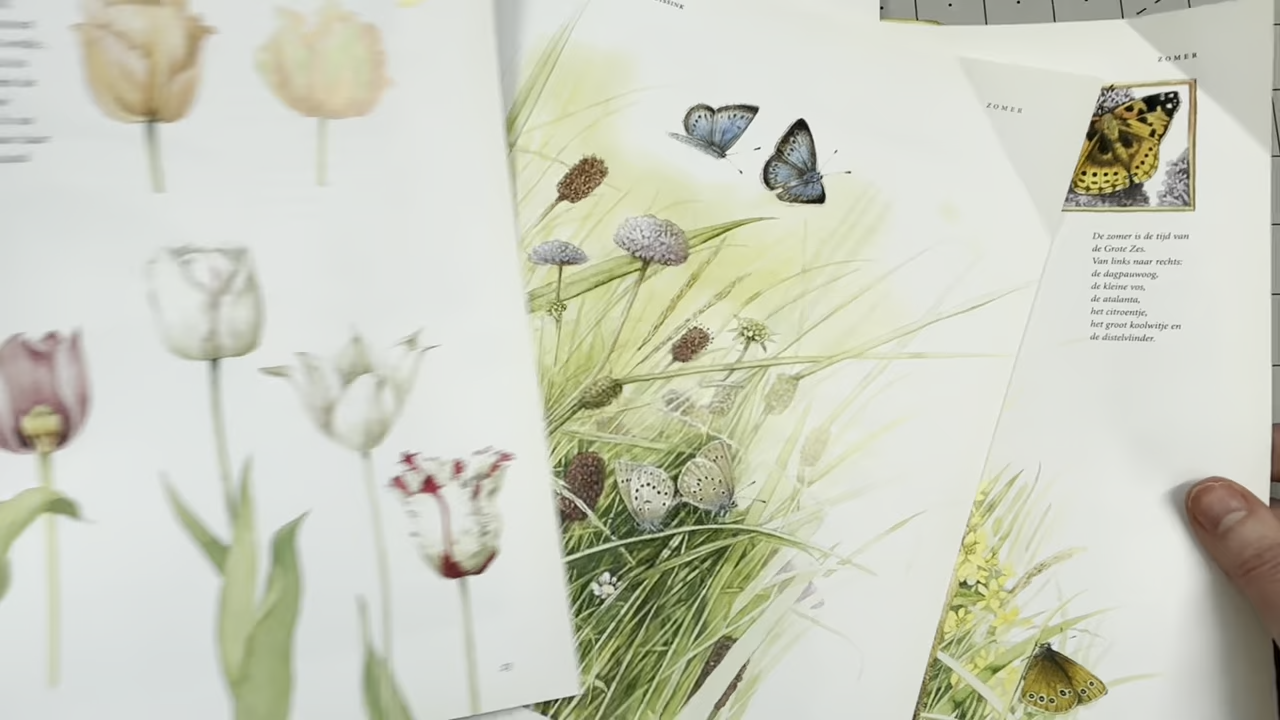 ZOMER
ZOMER
De zomer is de tijd van
de Grote Zes.
Van links naar rechts:
de dagpauwoog,
de kleine vos,
de atalanta,
het citroentje,
het groot koolwitje en
de distelvlinder.